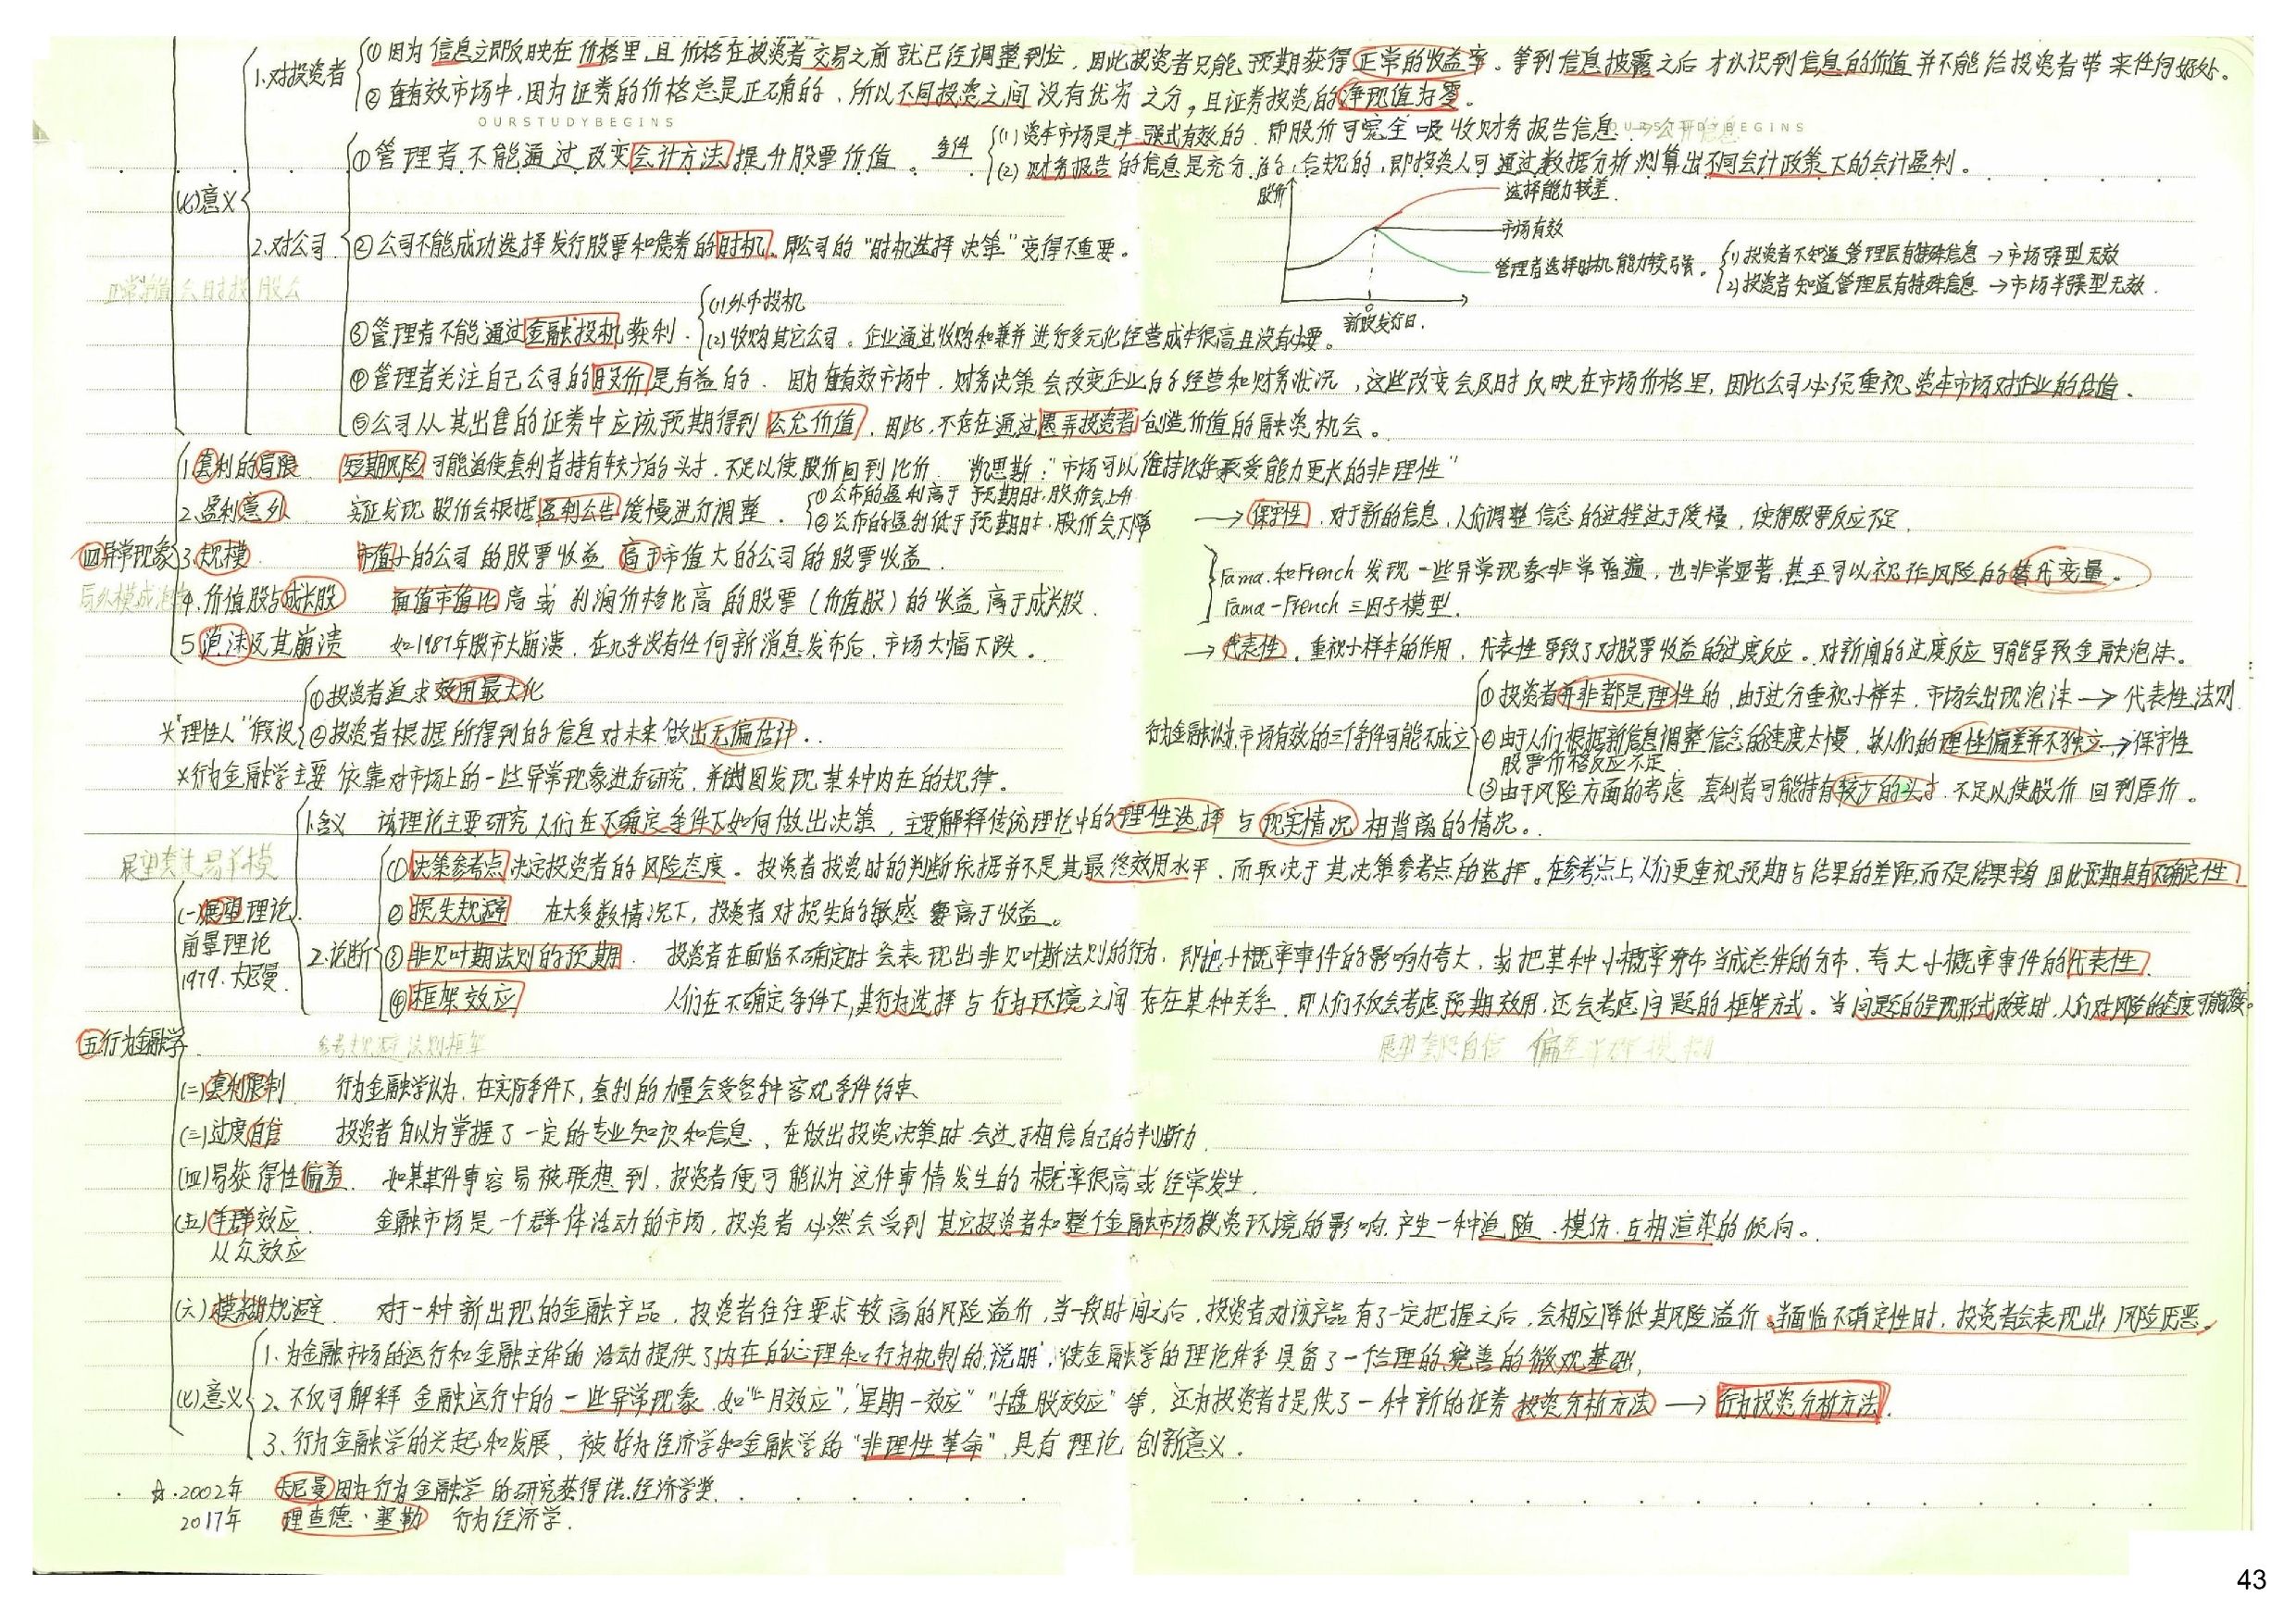 1.对投资者
① 因为信息立即反映在价格里,且价格在投资者交易之前就已经调整到位,因此投资者只能预期获得正常的收益率。等到信息披露之后才认识到信息的价值并不能给投资者带来任何好处。
② 在有效市场中,因为证券的价格总是正确的,所以不同投资之间没有优劣之分,且证券投资的净现值为零。
OURSTUDYBEGINS
OURSTUDYBEGINS
(七)意义
2.对公司
①管理者不能通过改变会计方法提升股票价值。
条件
(1)资本市场是半强式有效的,即股价可完全吸收财务报告信息→公开信息
(2)财务报告的信息是充分的,合规的,即投资人可通过数据分析测算出不同会计政策下的会计盈利。
股价
选择能力较差.
市场有效
管理者选择时机能力较强。
(1)投资者不知道管理层有特殊信息→市场强型无效
(2)投资者知道管理层有特殊信息→市场半强型无效.
0
新股发行日.
②公司不能成功选择发行股票和债券的时机,即公司的“时机选择决策”变得不重要。
③管理者不能通过金融投机获利.
(1)外币投机
(2)收购其它公司。企业通过收购和兼并进行多元化经营成本很高且没有必要。
④管理者关注自己公司的股价是有益的.因为在有效市场中,财务决策会改变企业的经营和财务状况,这些改变会及时反映在市场价格里,因此公司必须重视资本市场对企业的估值.
⑤公司从其出售的证券中应该预期得到公允价值,因此,不存在通过愚弄投资者创造价值的融资机会。
四异常现象
1.套利的局限 短期风险可能迫使套利者持有较少的头寸,不足以使股价回到比价. 凯恩斯:“市场可以维持比你承受能力更长的非理性”
2.盈利意外 实证发现股价会根据盈利公告缓慢进行调整.
①公布的盈利高于预期时,股价会上升
②公布的盈利低于预期时,股价会下降
→保守性,对于新的信息,人们调整信念的过程过于缓慢,使得股票反应不足.
3.规模 市值小的公司的股票收益高于市值大的公司的股票收益.
4.价值股与成长股 面值市值比高或利润价格比高的股票(价值股)的收益高于成长股.
Fama和French发现一些异常现象非常普遍,也非常显著,甚至可以视作风险的替代变量。
Fama-French三因子模型.
5.泡沫及其崩溃 如1987年股市大崩溃,在几乎没有任何新消息发布后,市场大幅下跌.
→代表性.重视小样本的作用,代表性导致了对股票收益的过度反应。对新闻的过度反应可能导致金融泡沫.
*“理性人”假设
①投资者追求效用最大化
②投资者根据所得到的信息对未来做出无偏估计.
行为金融认为市场有效的三个条件可能不成立
①投资者并非都是理性的,由于过分重视小样本,市场会出现泡沫→代表性法则.
②由于人们根据新信息调整信念的速度太慢,故人们的理性偏差并不独立→保守性
股票价格反应不足
③由于风险方面的考虑 套利者可能持有较少的头寸,不足以使股价回到原价。
*行为金融学主要依靠对市场上的一些异常现象进行研究,并试图发现某种内在的规律。
五行为金融学
(一)展望理论
前景理论
1979.卡尼曼.
1.含义 该理论主要研究人们在不确定条件下如何做出决策,主要解释传统理论中的理性选择与现实情况相背离的情况。
2.论断
①决策参考点决定投资者的风险态度。投资者投资时的判断依据并不是其最终效用水平,而取决于其决策参考点的选择。在参考点上,人们更重视预期与结果的差距而不是结果本身,因此预期具有不确定性
②损失规避 在大多数情况下,投资者对损失的敏感要高于收益。
③非贝叶斯法则的预期. 投资者在面临不确定时会表现出非贝叶斯法则的行为,即把小概率事件的影响力夸大,或把某种小概率分布当成总体的分布,夸大小概率事件的代表性.
④框架效应 人们在不确定条件下,其行为选择与行为环境之间存在某种关系,即人们不仅会考虑预期效用,还会考虑问题的框架方式。当问题的呈现形式改变时,人们对风险的态度可能改变。
(二)套利限制 行为金融学认为,在实际条件下,套利的力量会受各种客观条件约束
(三)过度自信 投资者自以为掌握了一定的专业知识和信息,在做出投资决策时会过于相信自己的判断力.
(四)易获得性偏差. 如果某件事容易被联想到,投资者便可能认为这件事情发生的概率很高或经常发生.
(五)羊群效应 金融市场是一个群体活动的市场,投资者必然会受到其它投资者和整个金融市场投资环境的影响,产生一种追随.模仿.互相渲染的倾向。
从众效应
(六)模糊规避. 对于一种新出现的金融产品,投资者往往要求较高的风险溢价,当一段时间之后,投资者对该产品有了一定把握之后,会相应降低其风险溢价.当面临不确定性时,投资者会表现出风险厌恶。
(七)意义
1.为金融市场的运行和金融主体的活动提供了内在的心理和行为机制的说明,使金融学的理论体系具备了一个合理的,完善的微观基础,
2.不仅可解释金融运行中的一些异常现象,如“一月效应”,“星期一效应”“小盘股效应”等,还为投资者提供了一种新的证券投资分析方法→行为投资分析方法.
3.行为金融学的兴起和发展,被称为经济学和金融学的“非理性革命”,具有理论创新意义.
☆.2002年 卡尼曼因为行为金融学的研究获得诺.经济学奖.
2017年 理查德·塞勒 行为经济学.
43